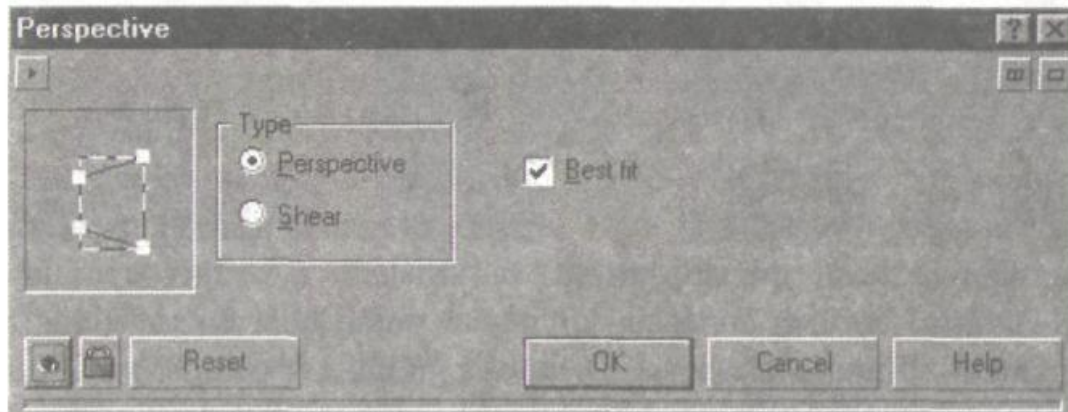 Perspective
Type
Perspective
Shear
Best fit
Reset
OK
Cancel
Help